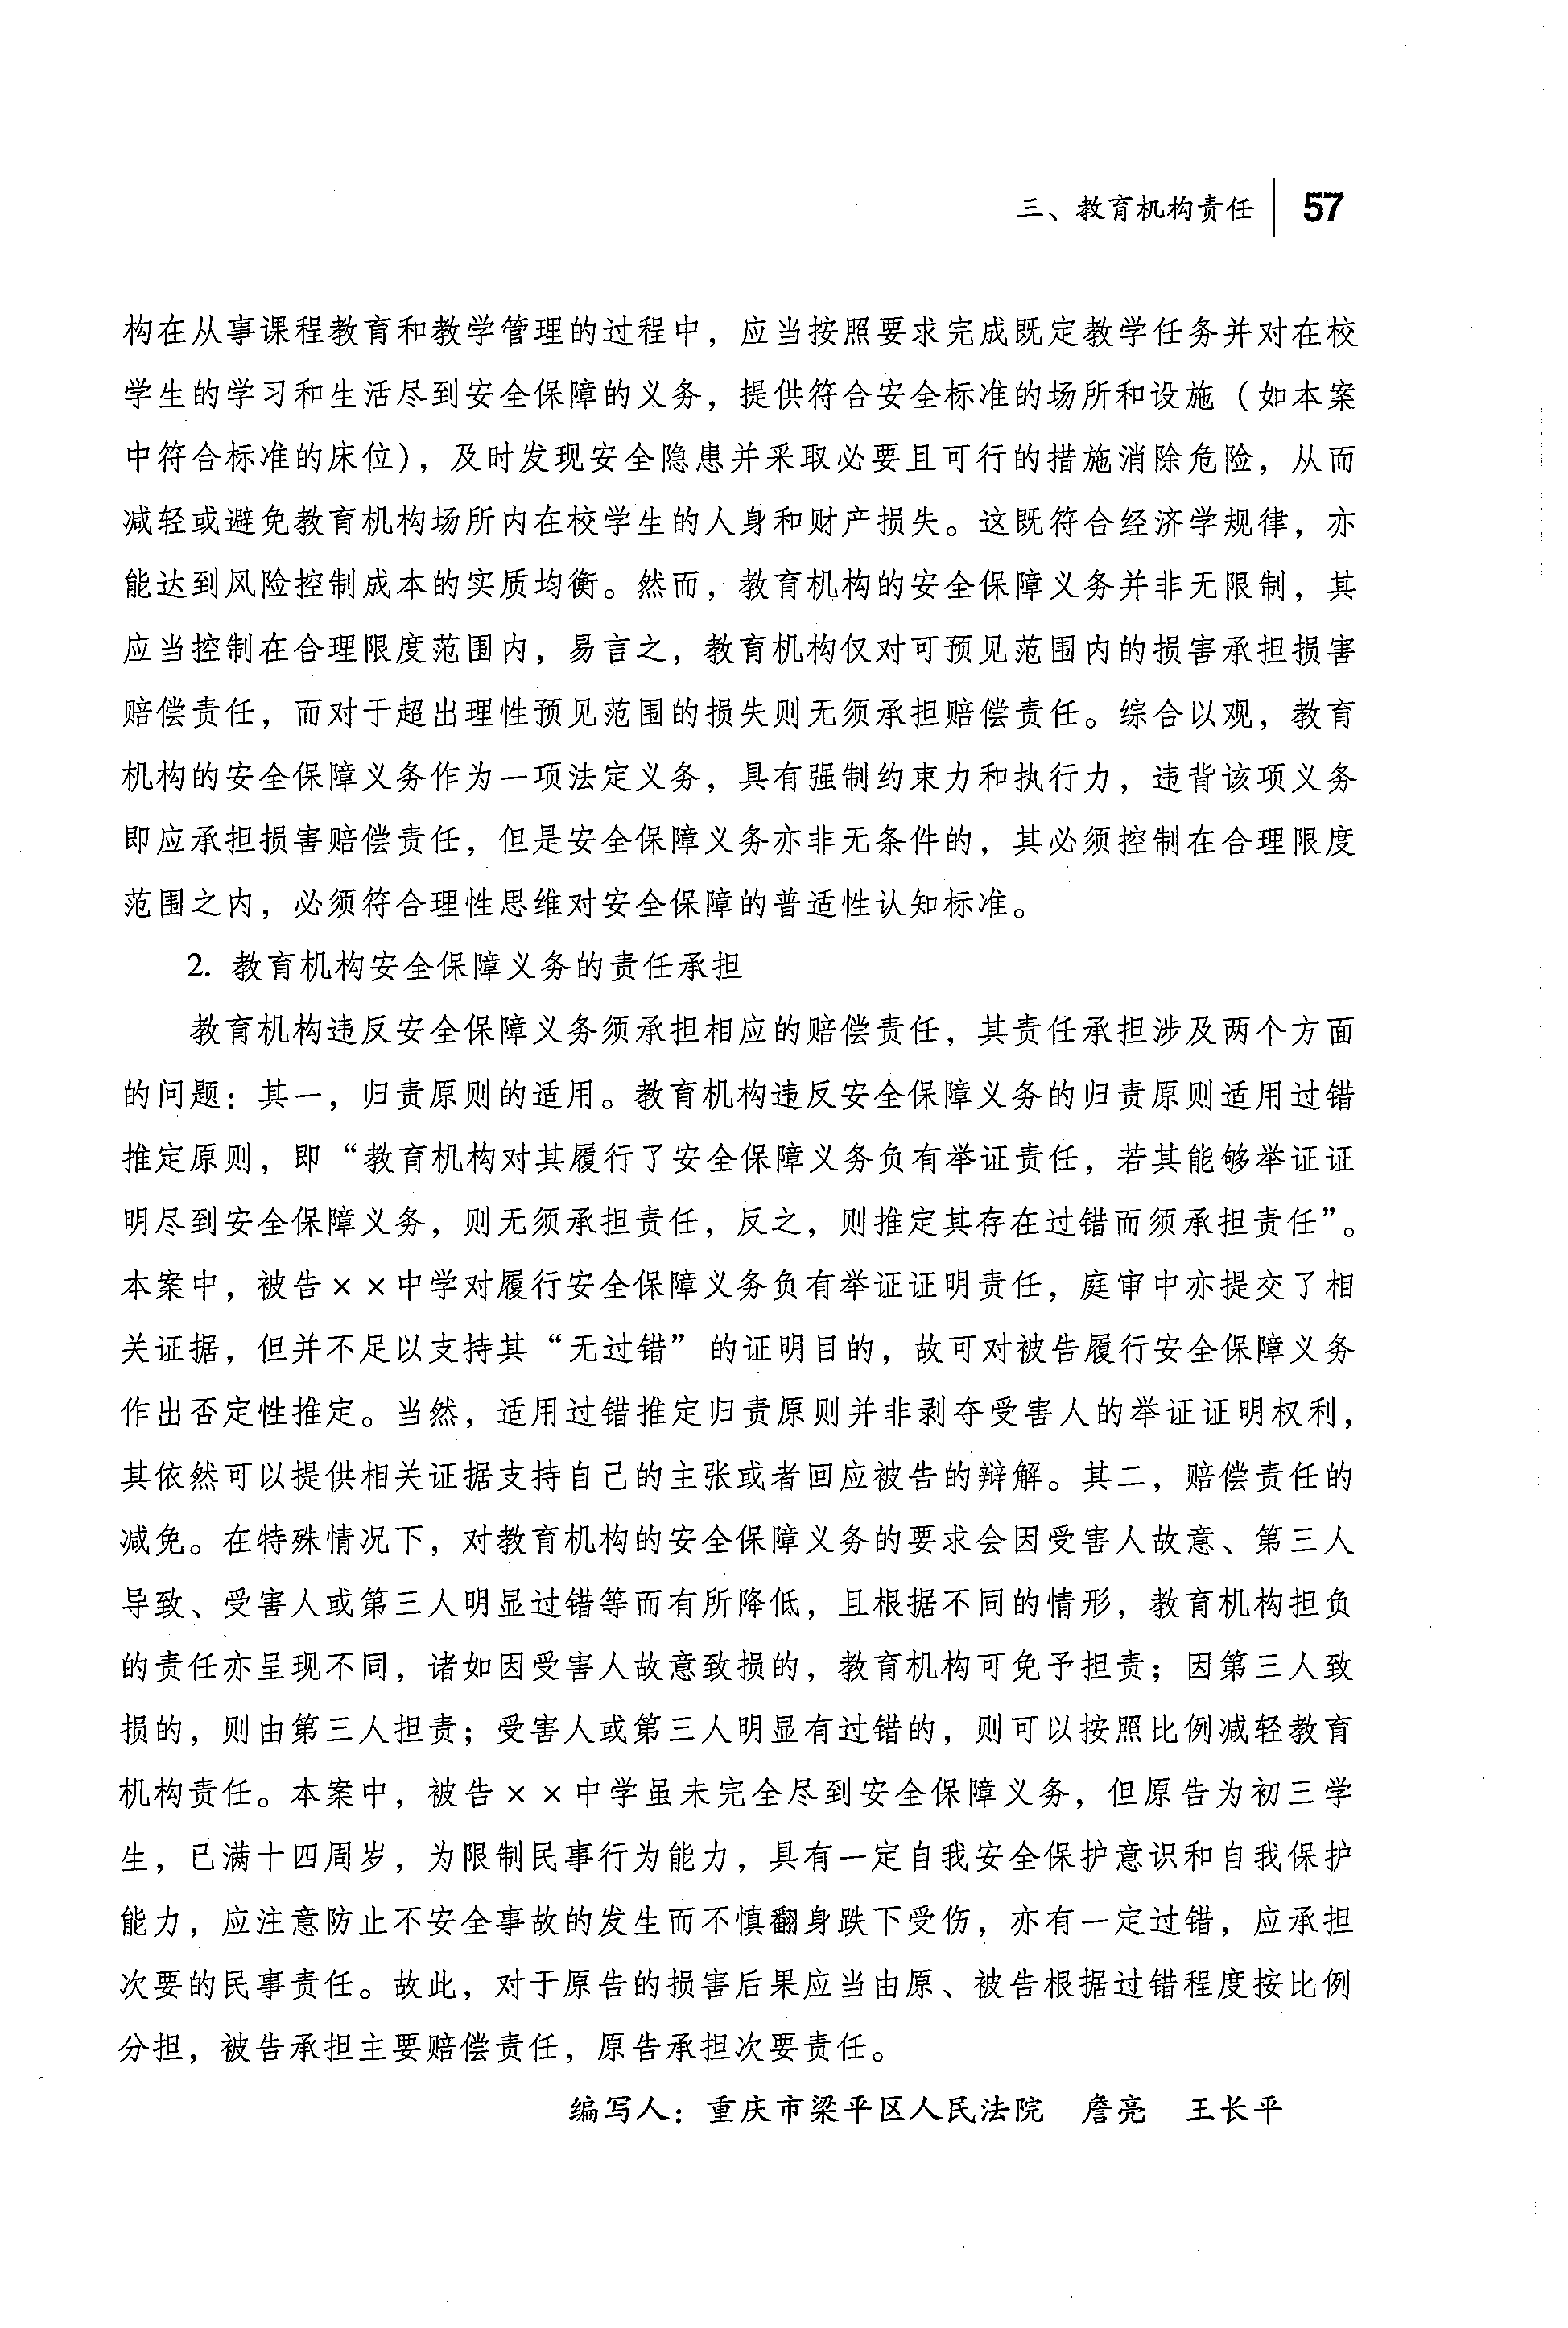 三、教育机构责任 57
构在从事课程教育和教学管理的过程中，应当按照要求完成既定教学任务并对在校
学生的学习和生活尽到安全保障的义务，提供符合安全标准的场所和设施（如本案
中符合标准的床位），及时发现安全隐患并采取必要且可行的措施消除危险，从而
减轻或避免教育机构场所内在校学生的人身和财产损失。这既符合经济学规律，亦
能达到风险控制成本的实质均衡。然而，教育机构的安全保障义务并非无限制，其
应当控制在合理限度范围内，易言之，教育机构仅对可预见范围内的损害承担损害
赔偿责任，而对于超出理性预见范围的损失则无须承担赔偿责任。综合以观，教育
机构的安全保障义务作为一项法定义务，具有强制约束力和执行力，违背该项义务
即应承担损害赔偿责任，但是安全保障义务亦非无条件的，其必须控制在合理限度
范围之内，必须符合理性思维对安全保障的普适性认知标准。
2. 教育机构安全保障义务的责任承担
教育机构违反安全保障义务须承担相应的赔偿责任，其责任承担涉及两个方面
的问题：其一，归责原则的适用。教育机构违反安全保障义务的归责原则适用过错
推定原则，即“教育机构对其履行了安全保障义务负有举证责任，若其能够举证证
明尽到安全保障义务，则无须承担责任，反之，则推定其存在过错而须承担责任”。
本案中，被告××中学对履行安全保障义务负有举证证明责任，庭审中亦提交了相
关证据，但并不足以支持其“无过错”的证明目的，故可对被告履行安全保障义务
作出否定性推定。当然，适用过错推定归责原则并非剥夺受害人的举证证明权利，
其依然可以提供相关证据支持自己的主张或者回应被告的辩解。其二，赔偿责任的
减免。在特殊情况下，对教育机构的安全保障义务的要求会因受害人故意、第三人
导致、受害人或第三人明显过错等而有所降低，且根据不同的情形，教育机构担负
的责任亦呈现不同，诸如因受害人故意致损的，教育机构可免予担责；因第三人致
损的，则由第三人担责；受害人或第三人明显有过错的，则可以按照比例减轻教育
机构责任。本案中，被告××中学虽未完全尽到安全保障义务，但原告为初三学
生，已满十四周岁，为限制民事行为能力，具有一定自我安全保护意识和自我保护
能力，应注意防止不安全事故的发生而不慎翻身跌下受伤，亦有一定过错，应承担
次要的民事责任。故此，对于原告的损害后果应当由原、被告根据过错程度按比例
分担，被告承担主要赔偿责任，原告承担次要责任。
编写人：重庆市梁平区人民法院 詹亮 王长平